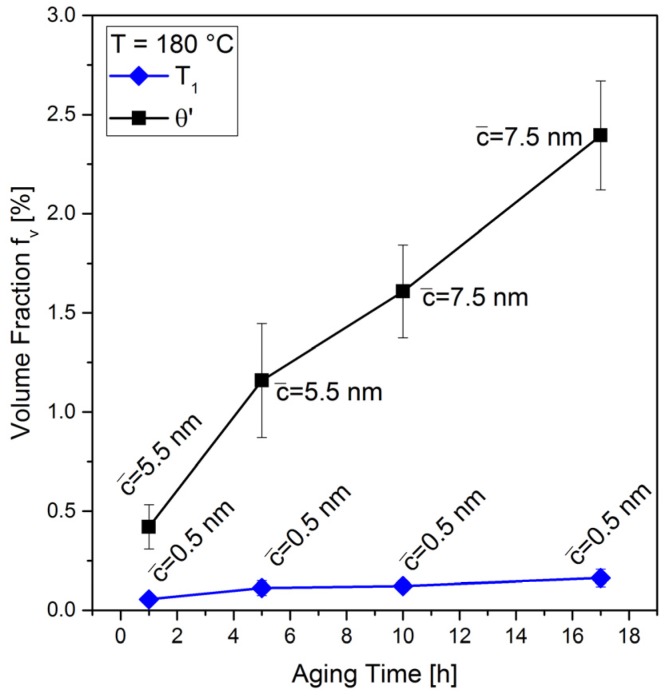 3.0
T = 180 °C
T₁
θ'
2.5
c̅=7.5 nm
2.0
c̅=7.5 nm
1.5
c̅=5.5 nm
1.0
c̅=5.5 nm
0.5
c̅=0.5 nm
c̅=0.5 nm
c̅=0.5 nm
c̅=0.5 nm
0.0
0 2 4 6 8 10 12 14 16 18
Aging Time [h]
Volume Fraction fᵥ [%]